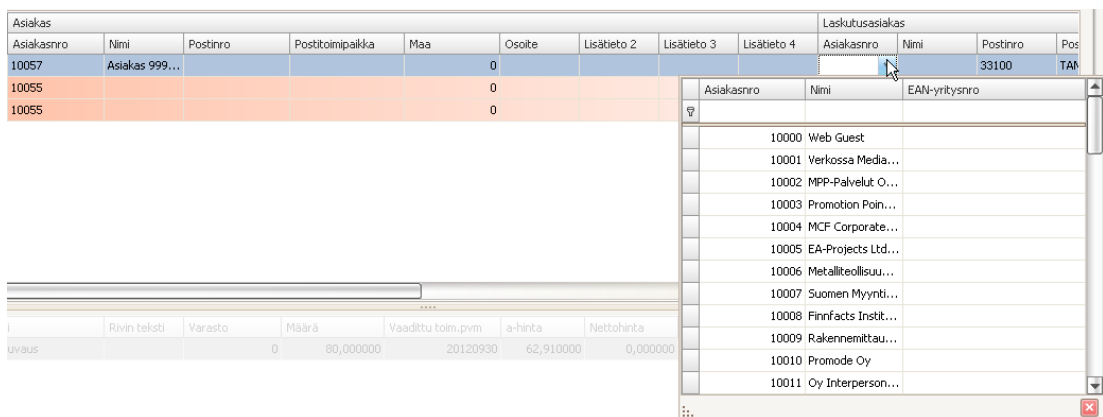 Asiakas Laskutusasiakas
Asiakasnro Nimi Postinro Postitoimipaikka Maa Osoite Lisätieto 2 Lisätieto 3 Lisätieto 4 Asiakasnro Nimi Postinro Pos
10057 Asiakas 999... 0 33100 TAM
10055 0
10055 0
Asiakasnro Nimi EAN-yritysnro
10000 Web Guest
10001 Verkossa Media...
10002 MPP-Palvelut O...
10003 Promotion Poin...
10004 MCF Corporate...
10005 EA-Projects Ltd...
10006 Metalliteollisuu...
10007 Suomen Myynti...
10008 Finnfacts Instit...
10009 Rakennemittau...
10010 Promode Oy
10011 Oy Interperson...
Rivin teksti Varasto Määrä Vaadittu toim.pvm a-hinta Nettohinta
uvaus 0 80,000000 20120930 62,910000 0,000000